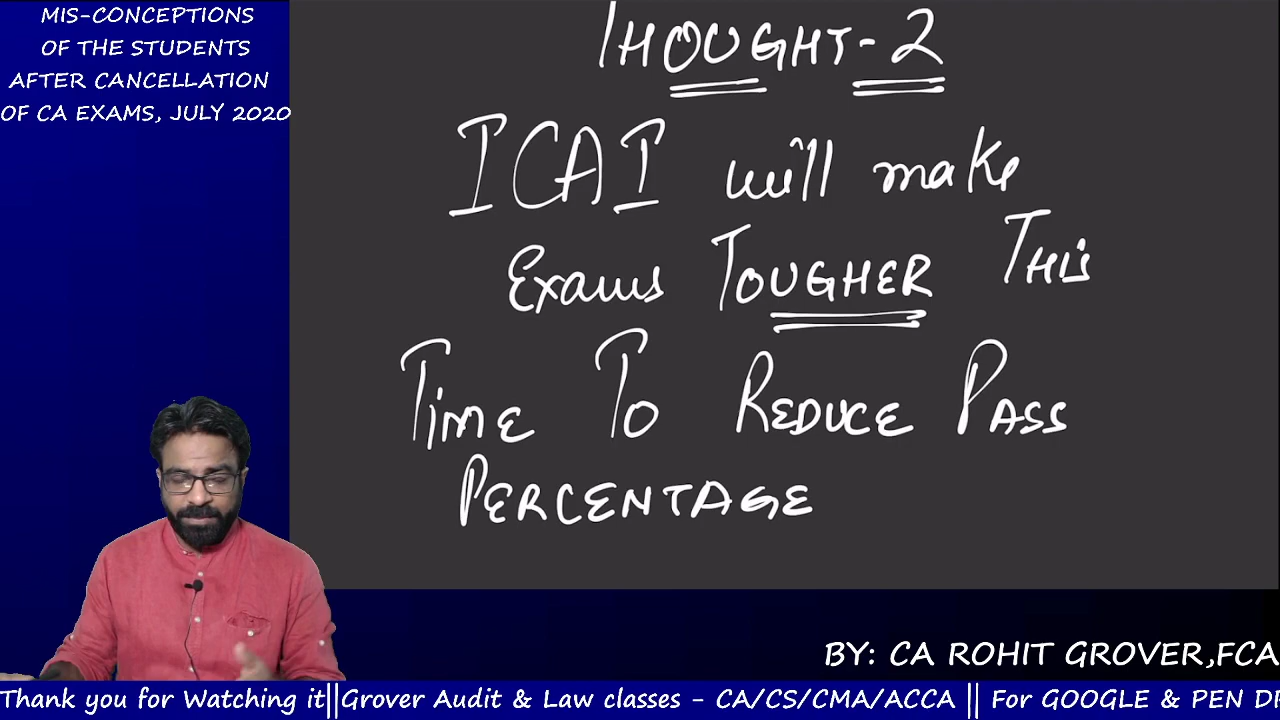 MIS-CONCEPTIONS
OF THE STUDENTS
AFTER CANCELLATION
OF CA EXAMS, JULY 2020
THOUGHT-2
ICAI will make
Exams TOUGHER THIS
TIME TO REDUCE PASS
PERCENTAGE
BY: CA ROHIT GROVER,FCA
Thank you for Watching it||Grover Audit & Law classes - CA/CS/CMA/ACCA || For GOOGLE & PEN